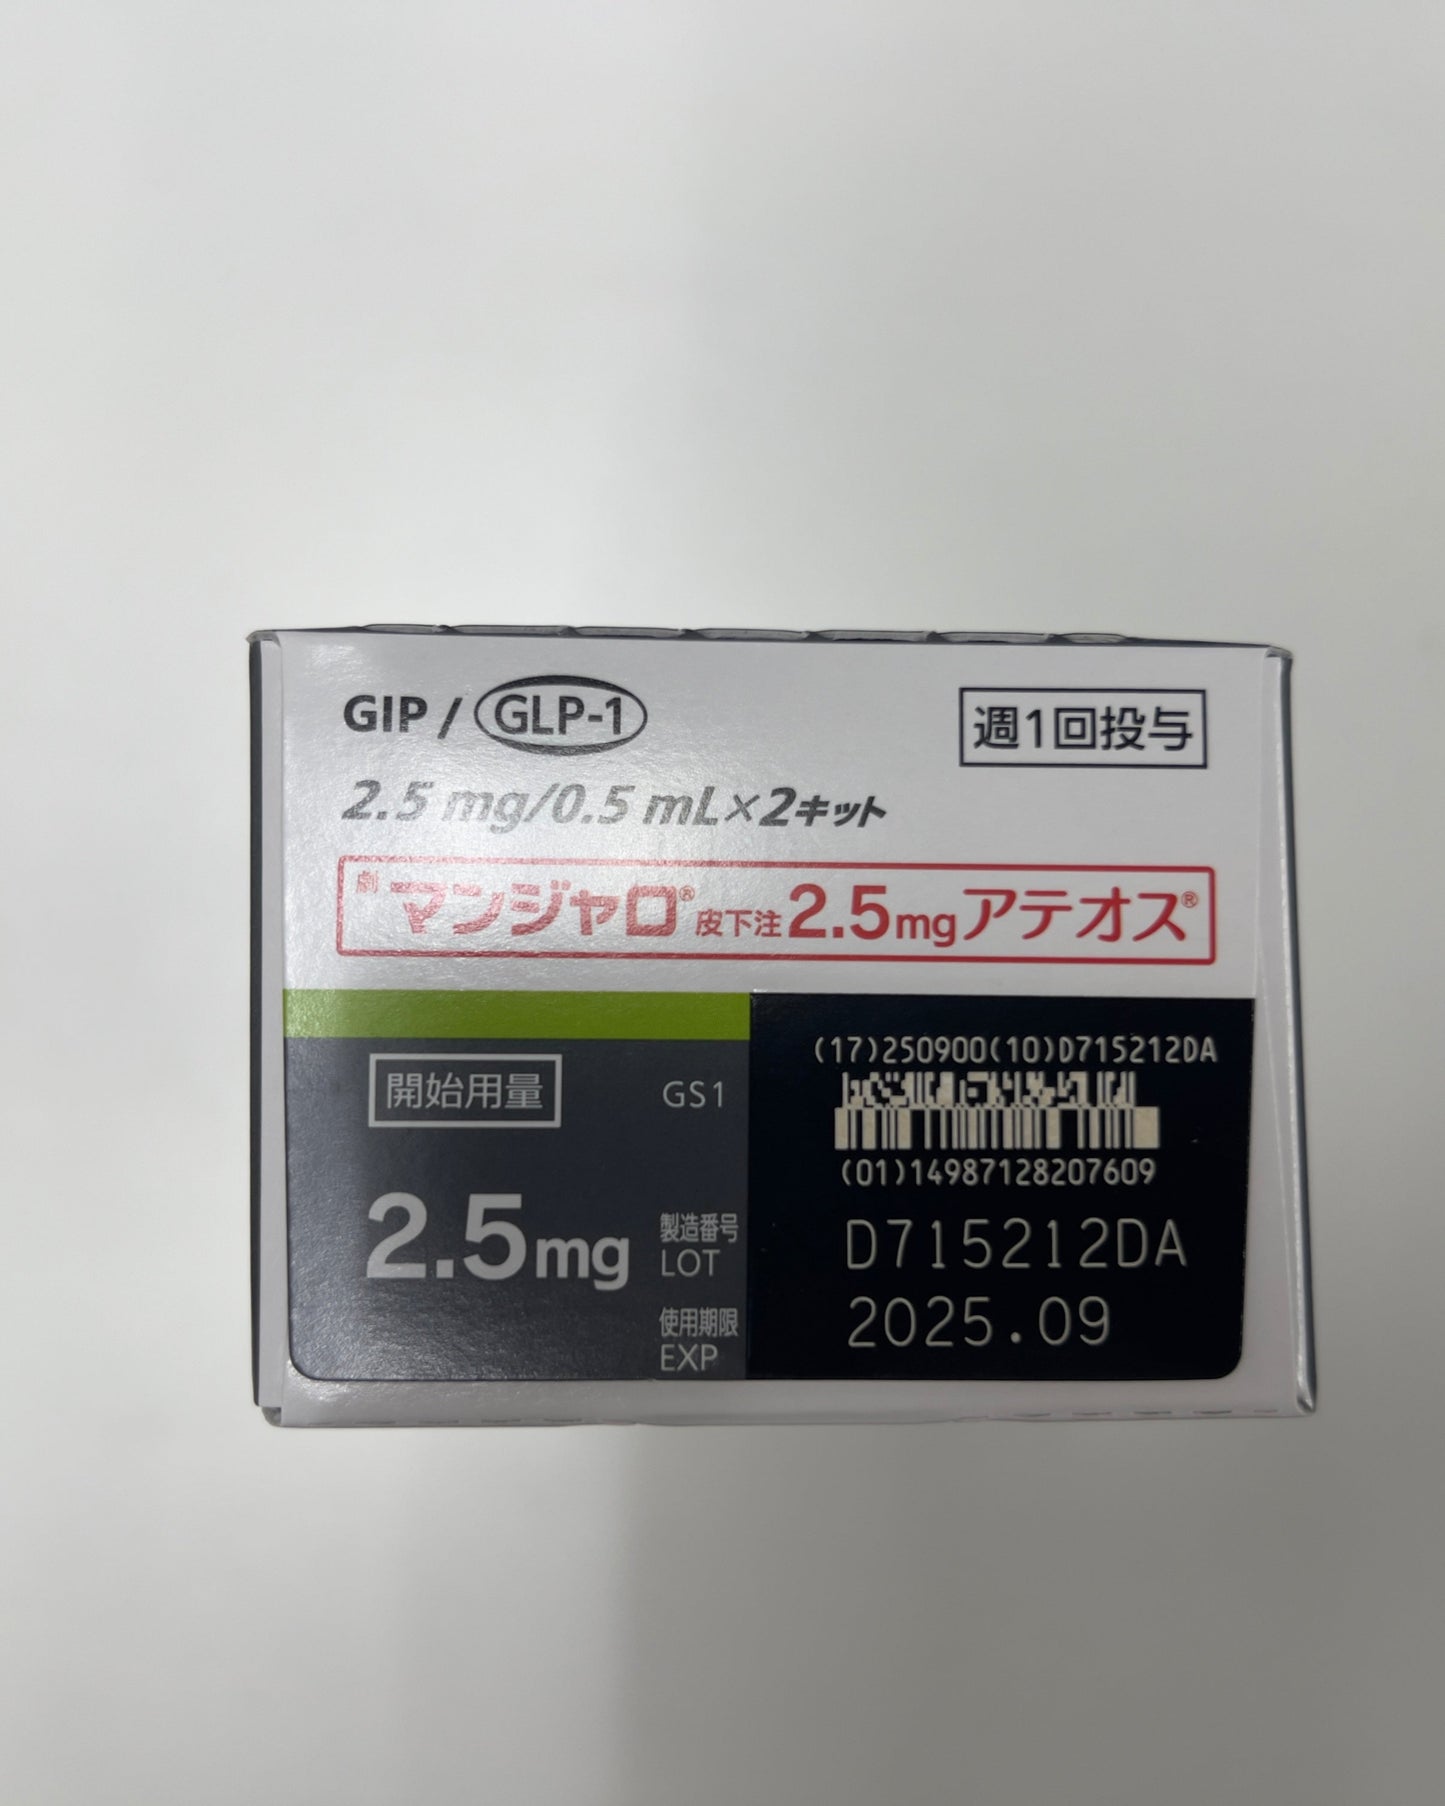 GIP / GLP-1
週1回投与
2.5 mg/0.5 mL×2キット
劇 マンジャロ® 皮下注2.5mgアテオス®
開始用量
2.5mg
GS1
(17)250900(10)D715212DA
(01)14987128207609
製造番号
LOT
D715212DA
使用期限
EXP
2025.09